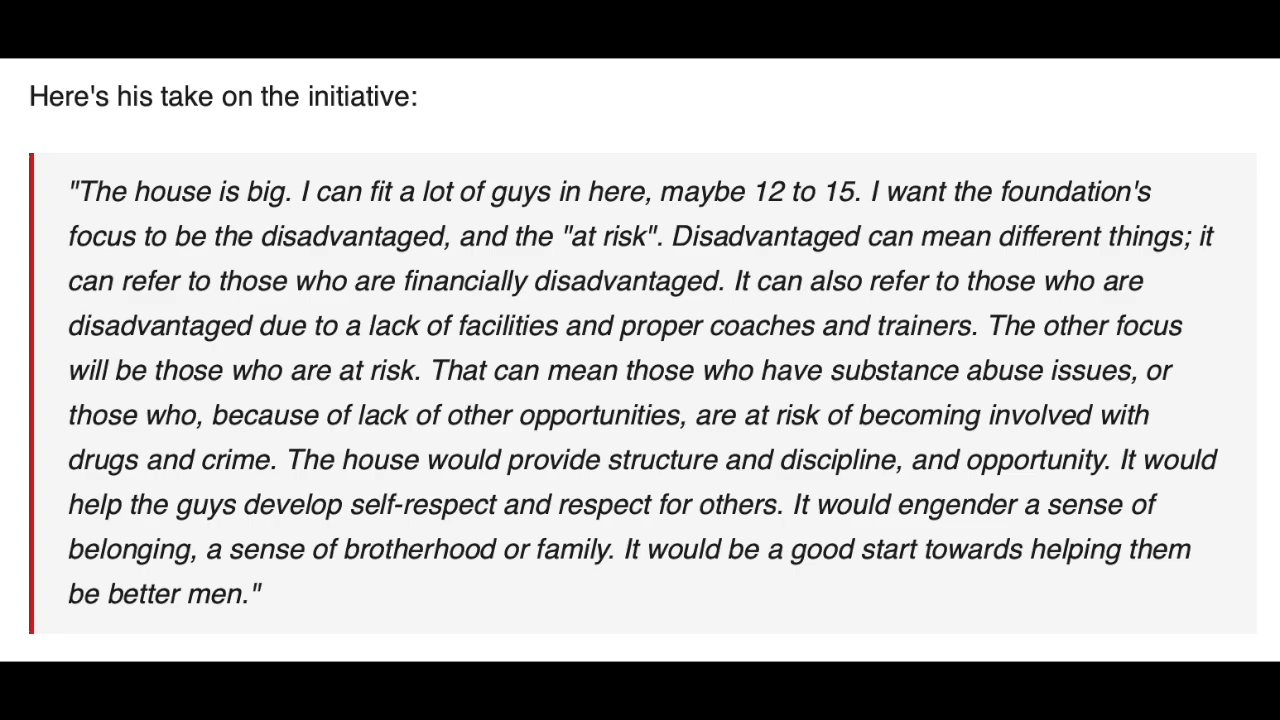 Here's his take on the initiative:
"The house is big. I can fit a lot of guys in here, maybe 12 to 15. I want the foundation's
focus to be the disadvantaged, and the "at risk". Disadvantaged can mean different things; it
can refer to those who are financially disadvantaged. It can also refer to those who are
disadvantaged due to a lack of facilities and proper coaches and trainers. The other focus
will be those who are at risk. That can mean those who have substance abuse issues, or
those who, because of lack of other opportunities, are at risk of becoming involved with
drugs and crime. The house would provide structure and discipline, and opportunity. It would
help the guys develop self-respect and respect for others. It would engender a sense of
belonging, a sense of brotherhood or family. It would be a good start towards helping them
be better men."